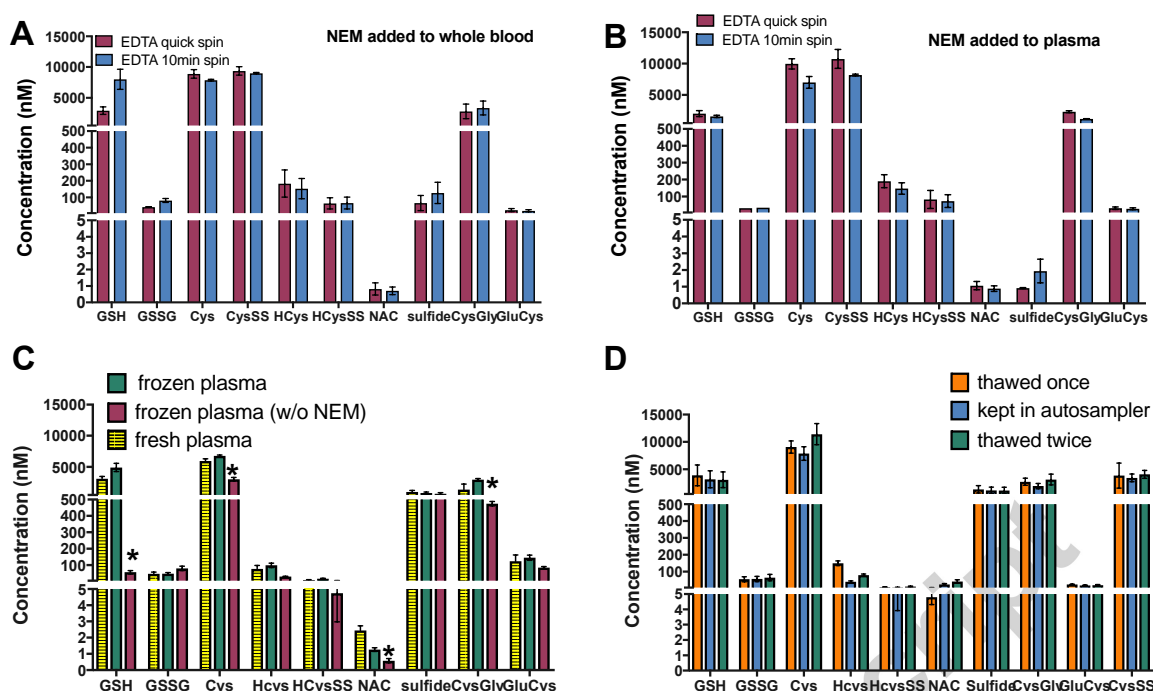 A
EDTA quick spin
EDTA 10min spin
NEM added to whole blood
Concentration (nM)
15000
10000
5000
500
400
300
200
100
5
4
3
2
1
0
GSH GSSG Cys CysSS HCys HCysSS NAC sulfide CysGly GluCys
B
EDTA quick spin
EDTA 10min spin
NEM added to plasma
Concentration (nM)
15000
10000
5000
500
400
300
200
100
5
4
3
2
1
0
GSH GSSG Cys CysSS HCys HCysSS NAC sulfide CysGly GluCys
C
frozen plasma
frozen plasma (w/o NEM)
fresh plasma
Concentration (nM)
15000
10000
5000
500
400
300
200
100
5
4
3
2
1
0
* * * *
GSH GSSG Cys Hcys HCysSS NAC sulfide CysGly GluCys
D
thawed once
kept in autosampler
thawed twice
Concentration (nM)
15000
10000
5000
500
400
300
200
100
5
4
3
2
1
0
GSH GSSG Cys Hcys HCysSS NAC Sulfide CysGly GluCys CysSS